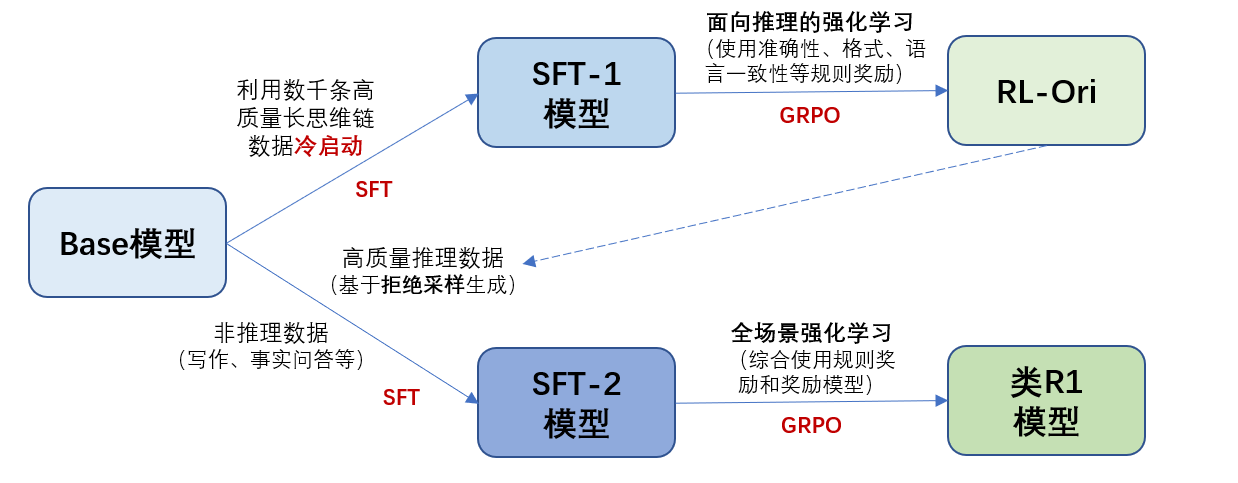 面向推理的强化学习
（使用准确性、格式、语
言一致性等规则奖励）
GRPO
利用数千条高
质量长思维链
数据冷启动
SFT
SFT-1
模型
RL-Ori
Base模型
高质量推理数据
（基于拒绝采样生成）
非推理数据
（写作、事实问答等）
SFT
SFT-2
模型
全场景强化学习
（综合使用规则奖
励和奖励模型）
GRPO
类R1
模型